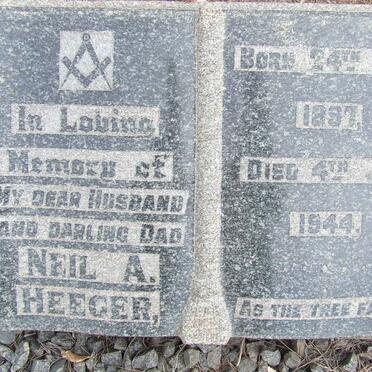 In Loving
Memory of
MY DEAR HUSBAND
AND DARLING DAD
NEIL A.
HEEGER,
BORN 24TH
1897.
DIED 4TH
1944.
AS THE TREE